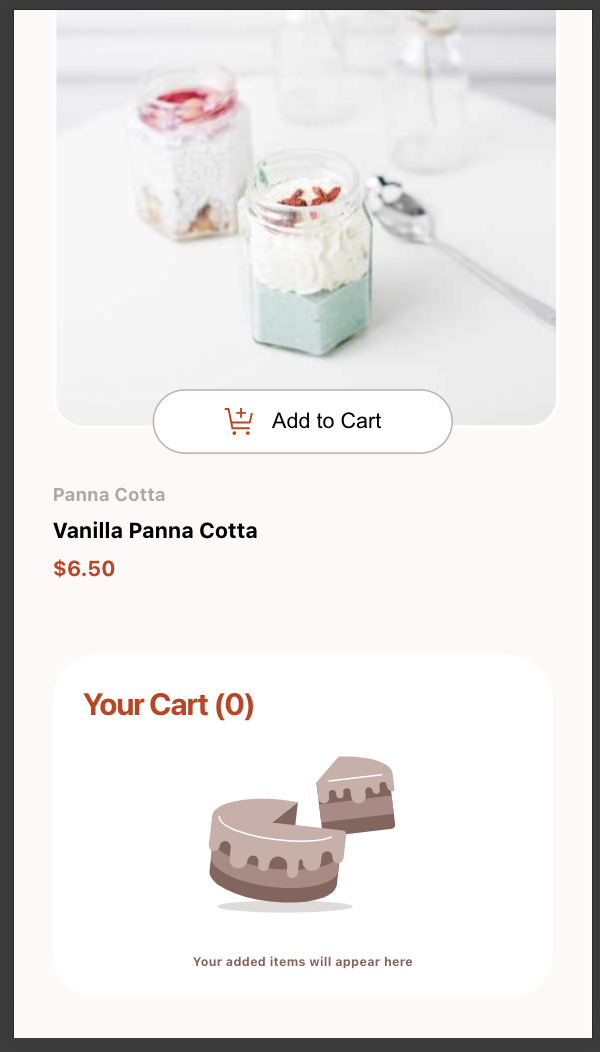 Add to Cart
Panna Cotta
Vanilla Panna Cotta
$6.50
Your Cart (0)
Your added items will appear here